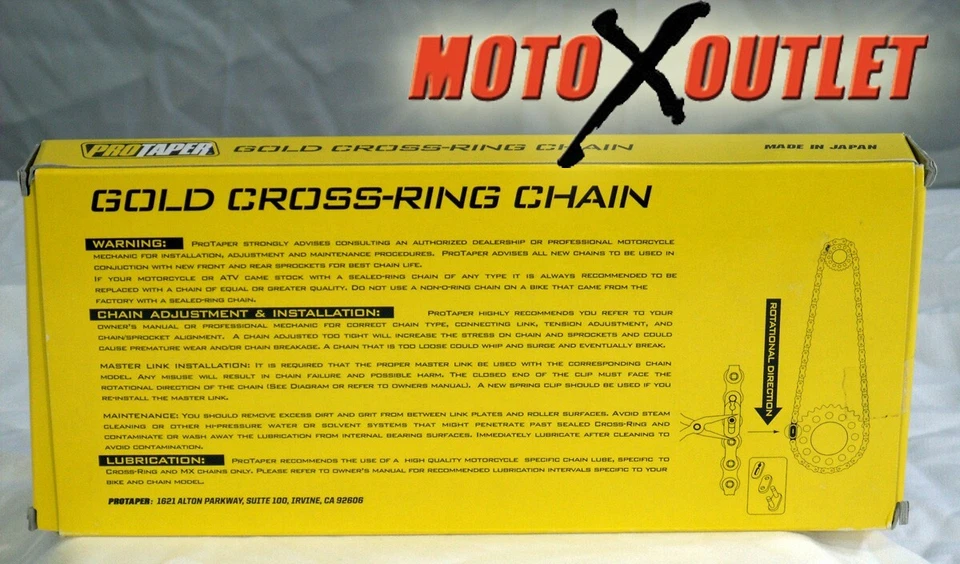 MOTO X OUTLET
PROTAPER GOLD CROSS-RING CHAIN MADE IN JAPAN
GOLD CROSS-RING CHAIN
WARNING: PROTAPER STRONGLY ADVISES CONSULTING AN AUTHORIZED DEALERSHIP OR PROFESSIONAL MOTORCYCLE
MECHANIC FOR INSTALLATION, ADJUSTMENT AND MAINTENANCE PROCEDURES. PROTAPER ADVISES ALL NEW CHAINS TO BE USED IN
CONJUCTION WITH NEW FRONT AND REAR SPROCKETS FOR BEST CHAIN LIFE.
IF YOUR MOTORCYCLE OR ATV CAME STOCK WITH A SEALED-RING CHAIN OF ANY TYPE IT IS ALWAYS RECOMMENDED TO BE
REPLACED WITH A CHAIN OF EQUAL OR GREATER QUALITY. DO NOT USE A NON-O-RING CHAIN ON A BIKE THAT CAME FROM THE
FACTORY WITH A SEALED-RING CHAIN.
CHAIN ADJUSTMENT & INSTALLATION: PROTAPER HIGHLY RECOMMENDS YOU REFER TO YOUR
OWNER'S MANUAL OR PROFESSIONAL MECHANIC FOR CORRECT CHAIN TYPE, CONNECTING LINK, TENSION ADJUSTMENT, AND
CHAIN/SPROCKET ALIGNMENT. A CHAIN ADJUSTED TOO TIGHT WILL INCREASE THE STRESS ON CHAIN AND SPROCKETS AND COULD
CAUSE PREMATURE WEAR AND/OR CHAIN BREAKAGE. A CHAIN THAT IS TOO LOOSE COULD WHIP AND SURGE AND EVENTUALLY BREAK.
MASTER LINK INSTALLATION: IT IS REQUIRED THAT THE PROPER MASTER LINK BE USED WITH THE CORRESPONDING CHAIN
MODEL. ANY MISUSE WILL RESULT IN CHAIN FAILURE AND POSSIBLE HARM. THE CLOSED END OF THE CLIP MUST FACE THE
ROTATIONAL DIRECTION OF THE CHAIN (SEE DIAGRAM OR REFER TO OWNERS MANUAL). A NEW SPRING CLIP SHOULD BE USED IF YOU
RE-INSTALL THE MASTER LINK.
MAINTENANCE: YOU SHOULD REMOVE EXCESS DIRT AND GRIT FROM BETWEEN LINK PLATES AND ROLLER SURFACES. AVOID STEAM
CLEANING OR OTHER HI-PRESSURE WATER OR SOLVENT SYSTEMS THAT MIGHT PENETRATE PAST SEALED CROSS-RING AND
CONTAMINATE OR WASH AWAY THE LUBRICATION FROM INTERNAL BEARING SURFACES. IMMEDIATELY LUBRICATE AFTER CLEANING TO
AVOID CONTAMINATION.
LUBRICATION: PROTAPER RECOMMENDS THE USE OF A HIGH QUALITY MOTORCYCLE SPECIFIC CHAIN LUBE, SPECIFIC TO
CROSS-RING AND MX CHAINS ONLY. PLEASE REFER TO OWNER'S MANUAL FOR RECOMMENDED LUBRICATION INTERVALS SPECIFIC TO YOUR
BIKE AND CHAIN MODEL.
PROTAPER: 1621 ALTON PARKWAY, SUITE 100, IRVINE, CA 92606
ROTATIONAL DIRECTION